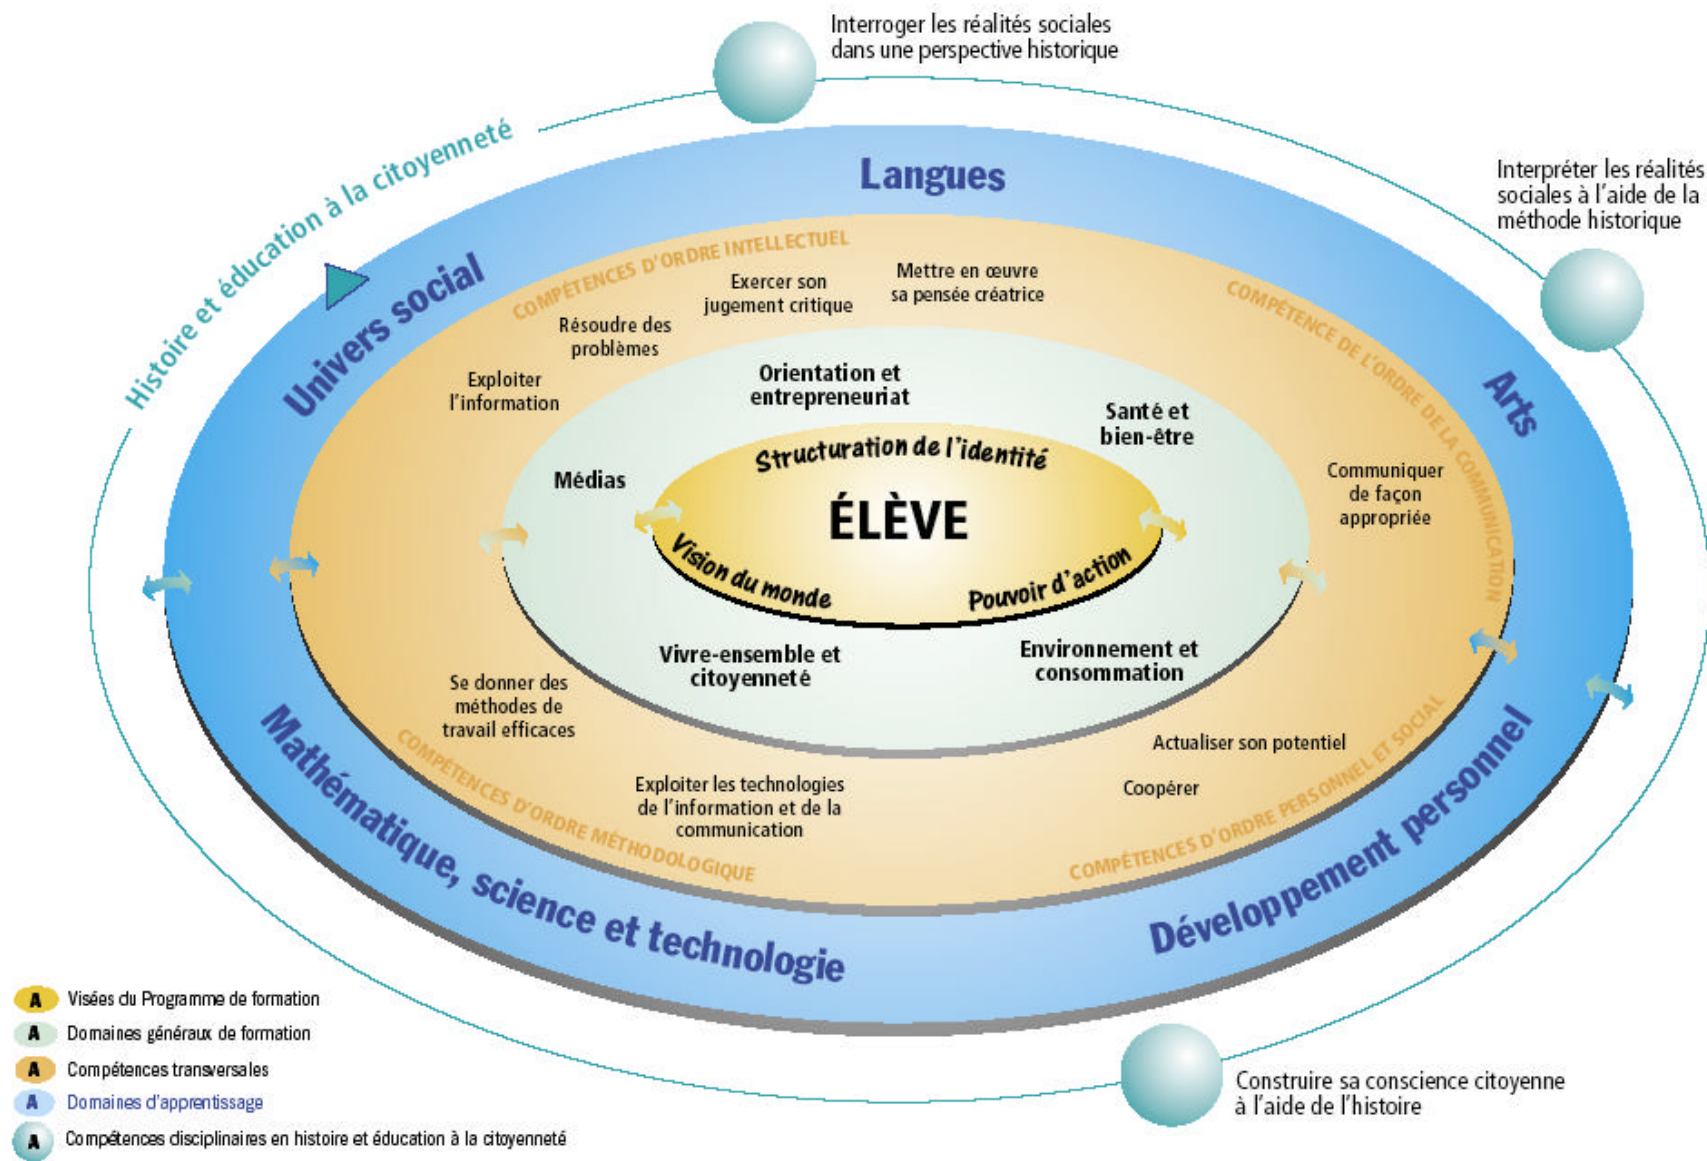 Interroger les réalités sociales
dans une perspective historique
Histoire et éducation à la citoyenneté
Langues
Interpréter les réalités
sociales à l'aide de la
méthode historique
Univers social
Arts
COMPÉTENCES D'ORDRE INTELLECTUEL
Exploiter
l'information
Résoudre des
problèmes
Exercer son
jugement critique
Mettre en œuvre
sa pensée créatrice
COMPÉTENCE DE L'ORDRE DE LA COMMUNICATION
Communiquer
de façon
appropriée
Orientation et
entrepreneuriat
Santé et
bien-être
Médias
Structuration de l'identité
ÉLÈVE
Vision du monde
Pouvoir d'action
Vivre-ensemble et
citoyenneté
Environnement et
consommation
Se donner des
méthodes de
travail efficaces
Exploiter les technologies
de l'information et de la
communication
COMPÉTENCES D'ORDRE MÉTHODOLOGIQUE
Actualiser son potentiel
Coopérer
COMPÉTENCES D'ORDRE PERSONNEL ET SOCIAL
Mathématique, science et technologie
Développement personnel
Construire sa conscience citoyenne
à l'aide de l'histoire
A Visées du Programme de formation
A Domaines généraux de formation
A Compétences transversales
A Domaines d'apprentissage
A Compétences disciplinaires en histoire et éducation à la citoyenneté